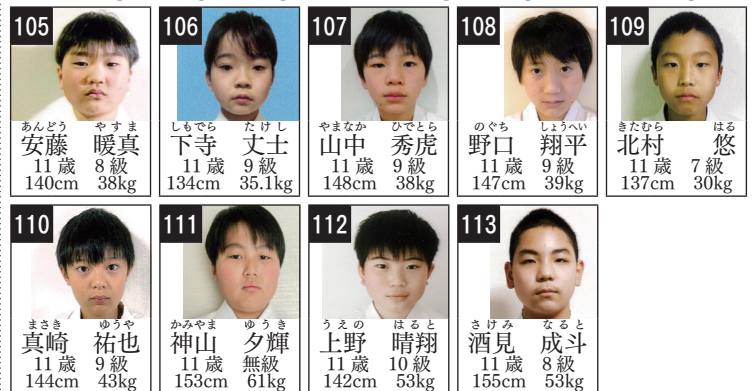 105
あんどう やすま
安藤 暖真
11歳 8級
140cm 38kg
106
しもでら たけし
下寺 丈士
11歳 9級
134cm 35.1kg
107
やまなか ひでとら
山中 秀虎
11歳 9級
148cm 38kg
108
のぐち しょうへい
野口 翔平
11歳 9級
147cm 39kg
109
きたむら はる
北村 悠
11歳 7級
137cm 30kg
110
まさき ゆうや
真崎 祐也
11歳 9級
144cm 43kg
111
かみやま ゆうき
神山 夕輝
11歳 無級
153cm 61kg
112
うえの はると
上野 晴翔
11歳 10級
142cm 53kg
113
さけみ なると
酒見 成斗
11歳 8級
155cm 53kg